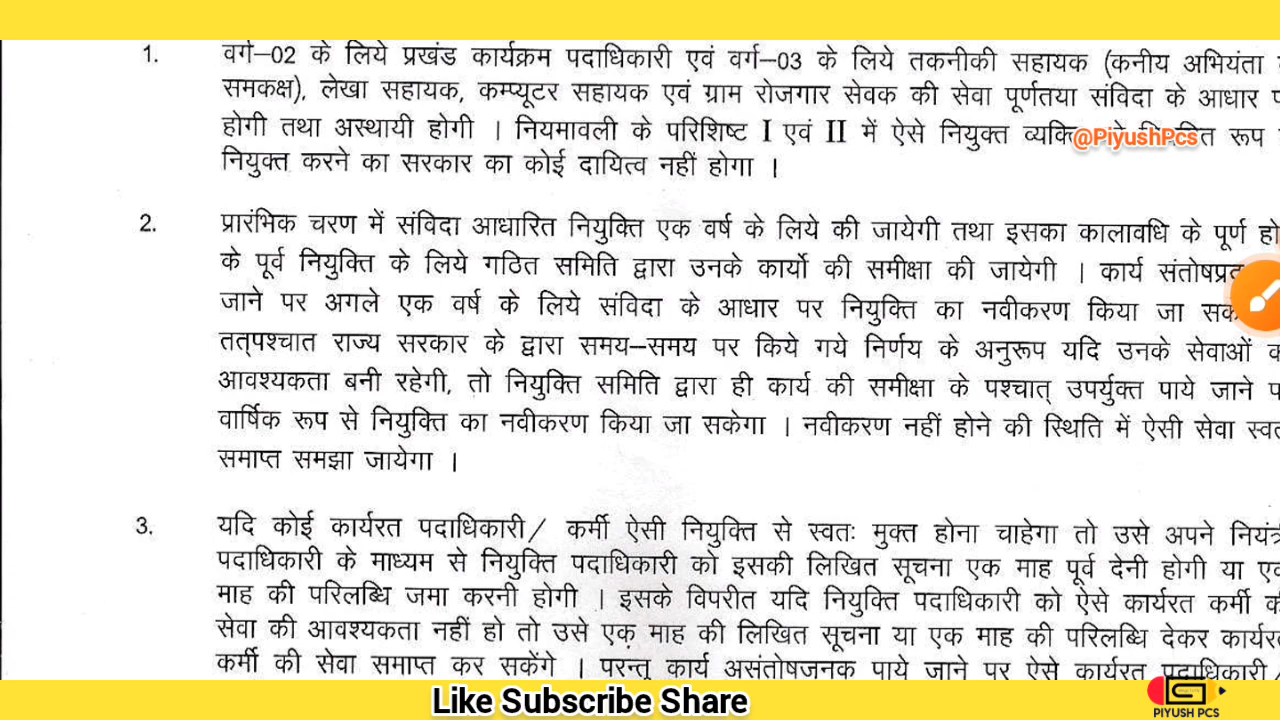 1. वर्ग–02 के लिये प्रखंड कार्यक्रम पदाधिकारी एवं वर्ग–03 के लिये तकनीकी सहायक (कनीय अभियंता
समकक्ष), लेखा सहायक, कम्प्यूटर सहायक एवं ग्राम रोजगार सेवक की सेवा पूर्णतया संविदा के आधार
होगी तथा अस्थायी होगी । नियमावली के परिशिष्ट I एवं II में ऐसे नियुक्त @PiyushPcs रूप
नियुक्त करने का सरकार का कोई दायित्व नहीं होगा ।
2. प्रारंभिक चरण में संविदा आधारित नियुक्ति एक वर्ष के लिये की जायेगी तथा इसका कालावधि के पूर्ण
के पूर्व नियुक्ति के लिये गठित समिति द्वारा उनके कार्यो की समीक्षा की जायेगी । कार्य
जाने पर अगले एक वर्ष के लिये संविदा के आधार पर नियुक्ति का नवीकरण किया जा
तत्पश्चात राज्य सरकार के द्वारा समय–समय पर किये गये निर्णय के अनुरूप यदि उनके सेवाओं
आवश्यकता बनी रहेगी, तो नियुक्ति समिति द्वारा ही कार्य की समीक्षा के पश्चात् उपर्युक्त पाये जाने
वार्षिक रूप से नियुक्ति का नवीकरण किया जा सकेगा । नवीकरण नहीं होने की स्थिति में ऐसी सेवा
समाप्त समझा जायेगा ।
3. यदि कोई कार्यरत पदाधिकारी/ कर्मी ऐसी नियुक्ति से स्वतः मुक्त होना चाहेगा तो उसे अपने
पदाधिकारी के माध्यम से नियुक्ति पदाधिकारी को इसकी लिखित सूचना एक माह पूर्व देनी होगी या
माह की परिलब्धि जमा करनी होगी । इसके विपरीत यदि नियुक्ति पदाधिकारी को ऐसे कार्यरत कर्मी
सेवा की आवश्यकता नहीं हो तो उसे एक माह की लिखित सूचना या एक माह की परिलब्धि देकर
कर्मी की सेवा समाप्त कर सकेंगे । परन्तु कार्य असंतोषजनक पाये जाने पर ऐसे कार्यरत पदाधिकारी/
Like Subscribe Share
PIYUSH PCS